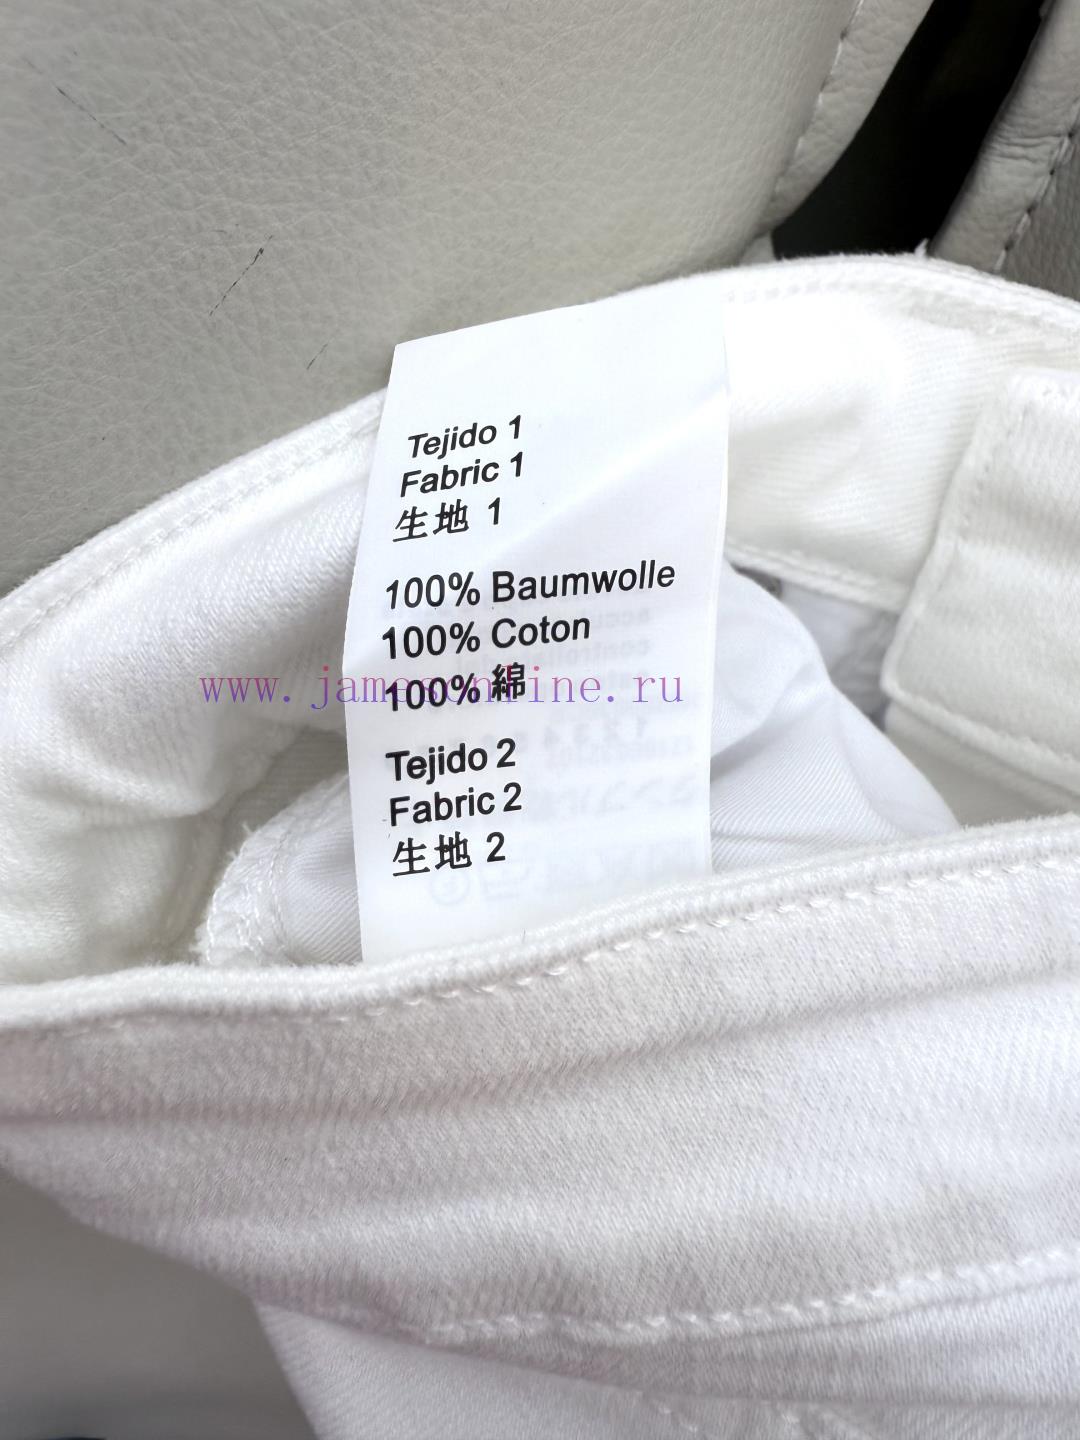 Tejido 1
Fabric 1
生地 1
100% Baumwolle
100% Coton
100% 綿
www.jamesonline.ru
Tejido 2
Fabric 2
生地 2